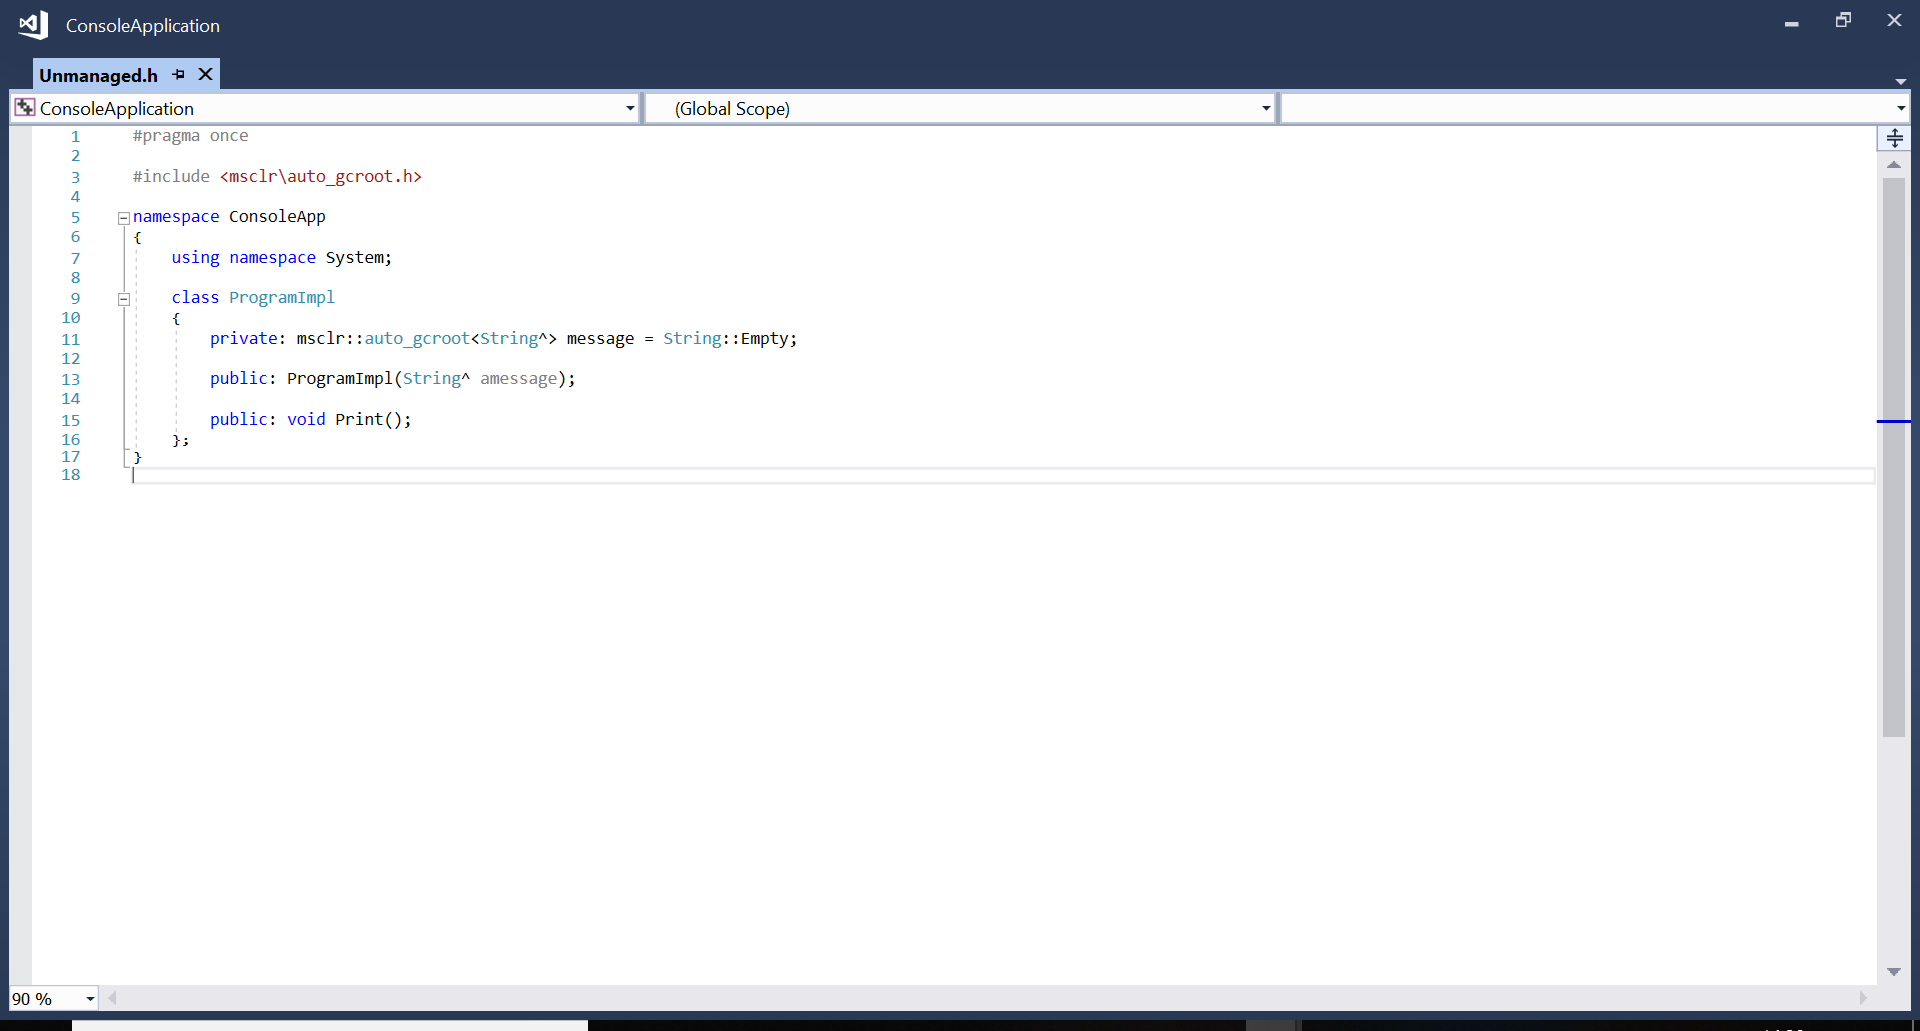 ConsoleApplication
Unmanaged.h
ConsoleApplication (Global Scope)
1 #pragma once
2
3 #include <msclr\auto_gcroot.h>
4
5 namespace ConsoleApp
6 {
7 using namespace System;
8
9 class ProgramImpl
10 {
11 private: msclr::auto_gcroot<String^> message = String::Empty;
12
13 public: ProgramImpl(String^ amessage);
14
15 public: void Print();
16 };
17 }
18
90 %